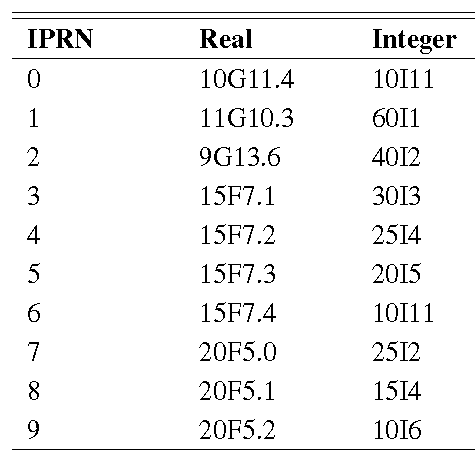 IPRN Real Integer
0 10G11.4 10I11
1 11G10.3 60I1
2 9G13.6 40I2
3 15F7.1 30I3
4 15F7.2 25I4
5 15F7.3 20I5
6 15F7.4 10I11
7 20F5.0 25I2
8 20F5.1 15I4
9 20F5.2 10I6